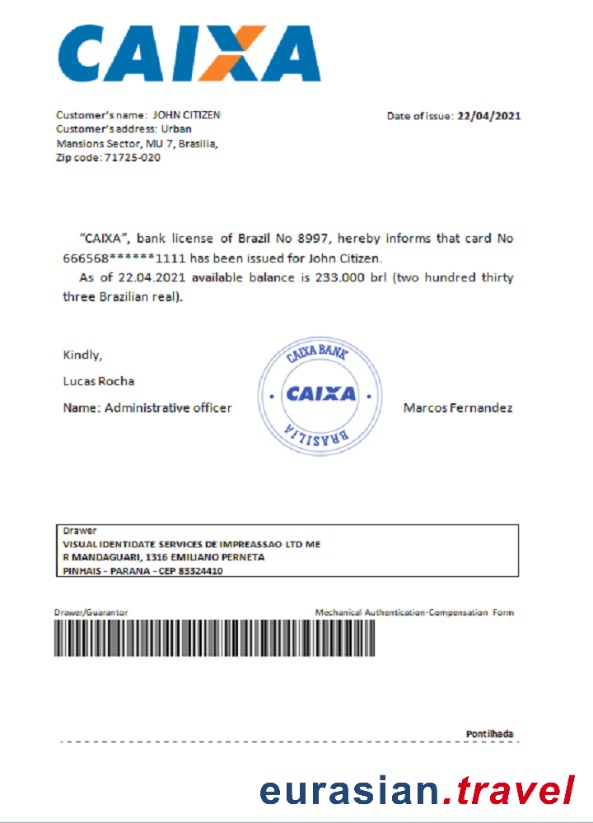 CAIXA
Customer's name: JOHN CITIZEN
Date of issue: 22/04/2021
Customer's address: Urban
Mansions Sector, MU 7, Brasilia,
Zip code: 71725-020
"CAIXA", bank license of Brazil No 8997, hereby informs that card No
666568******1111 has been issued for John Citizen.
As of 22.04.2021 available balance is 233.000 brl (two hundred thirty
three Brazilian real).
Kindly,
Lucas Rocha
Name: Administrative officer
CAIXA BANK
CAIXA
BRASILIA
Marcos Fernandez
Drawer
VISUAL IDENTIDATE SERVICES DE IMPREASSAO LTD ME
R MANDAGUARI, 1316 EMILIANO PERNETA
PINHAIS - PARANA - CEP 83324410
Drawer/Guarantor
Mechanical Authentication-Compensation Form
Pontilhada
eurasian.travel